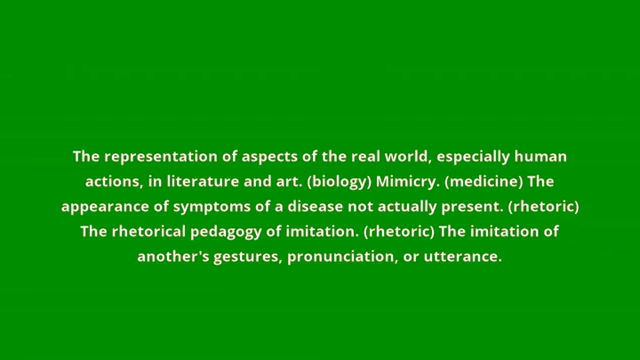 The representation of aspects of the real world, especially human
actions, in literature and art. (biology) Mimicry. (medicine) The
appearance of symptoms of a disease not actually present. (rhetoric)
The rhetorical pedagogy of imitation. (rhetoric) The imitation of
another's gestures, pronunciation, or utterance.